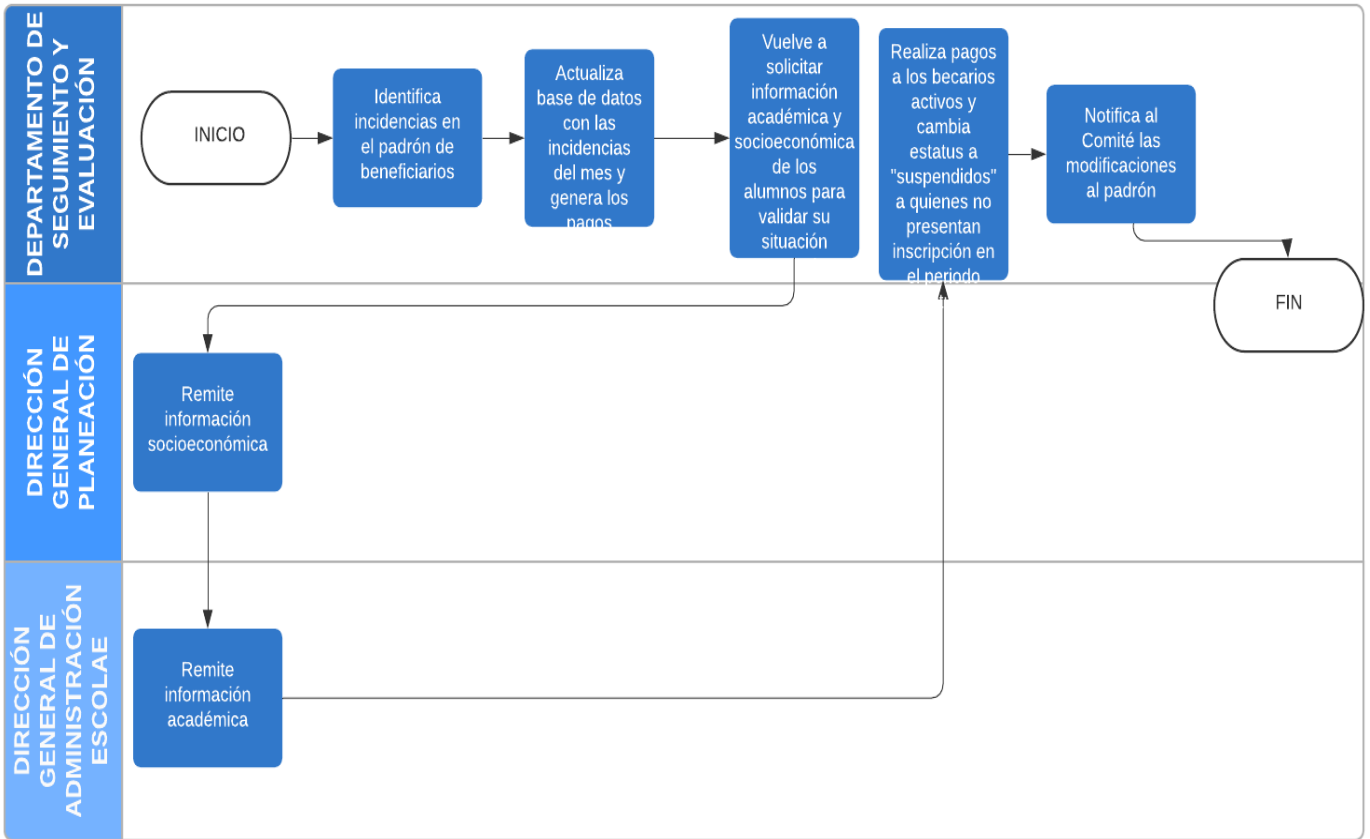 DEPARTAMENTO DE
SEGUIMIENTO Y
EVALUACIÓN
INICIO
Identifica
incidencias en
el padrón de
beneficiarios
Actualiza
base de datos
con las
incidencias
del mes y
genera los
pagos
Vuelve a
solicitar
información
académica y
socioeconómica
de los
alumnos para
validar su
situación
Realiza pagos
a los becarios
activos y
cambia
estatus a
"suspendidos"
a quienes no
presentan
inscripción en
el periodo
Notifica al
Comité las
modificaciones
al padrón
FIN
DIRECCIÓN
GENERAL DE
PLANEACIÓN
Remite
información
socioeconómica
DIRECCIÓN
GENERAL DE
ADMINISTRACIÓN
ESCOLAE
Remite
información
académica